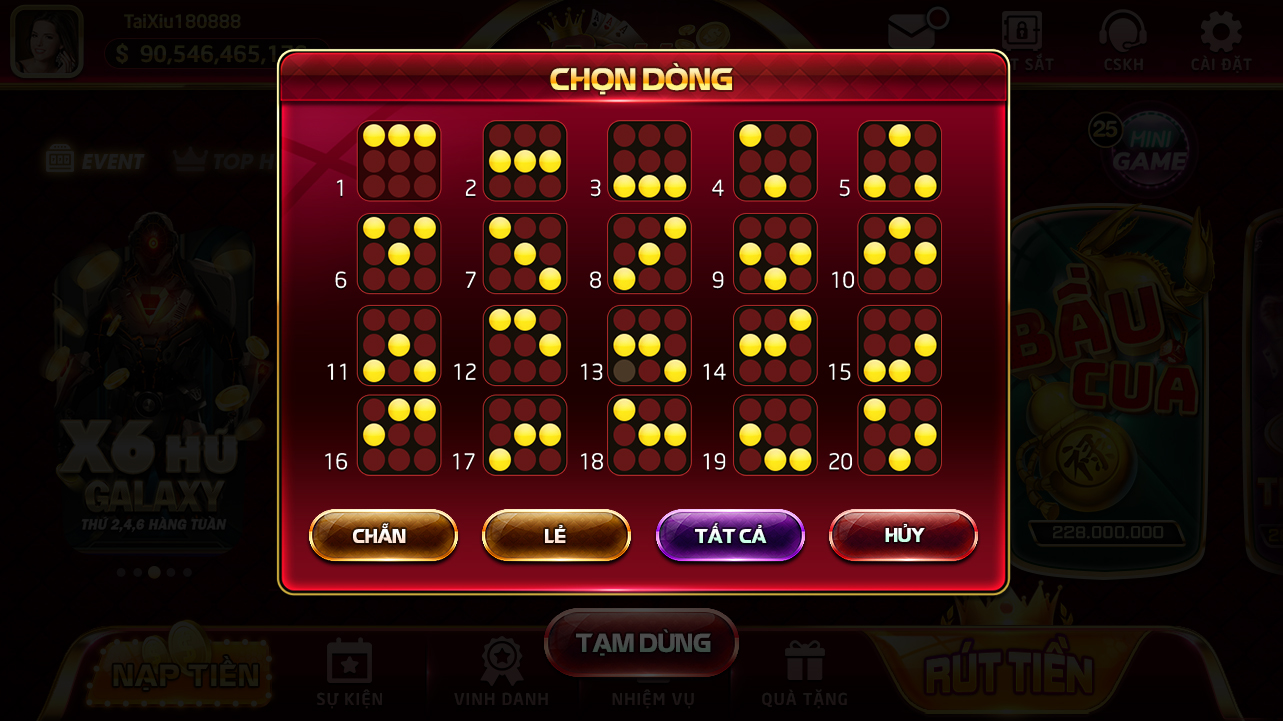 TaiXiu180888
$ 90,546,465,1
CSKH
CÀI ĐẶT
SẮT
CHỌN DÒNG
EVENT
TOP
25
MINI
GAME
1
2
3
4
5
6
7
8
9
10
11
12
13
14
15
16
17
18
19
20
X6 HŨ
GALAXY
THỨ 2,4,6 HÀNG TUẦN
BẦU
CUA
228.000.000
CHẴN
LẺ
TẤT CẢ
HỦY
TẠM DỪNG
NẠP TIỀN
SỰ KIỆN
VINH DANH
NHIỆM VỤ
QUÀ TẶNG
RÚT TIỀN